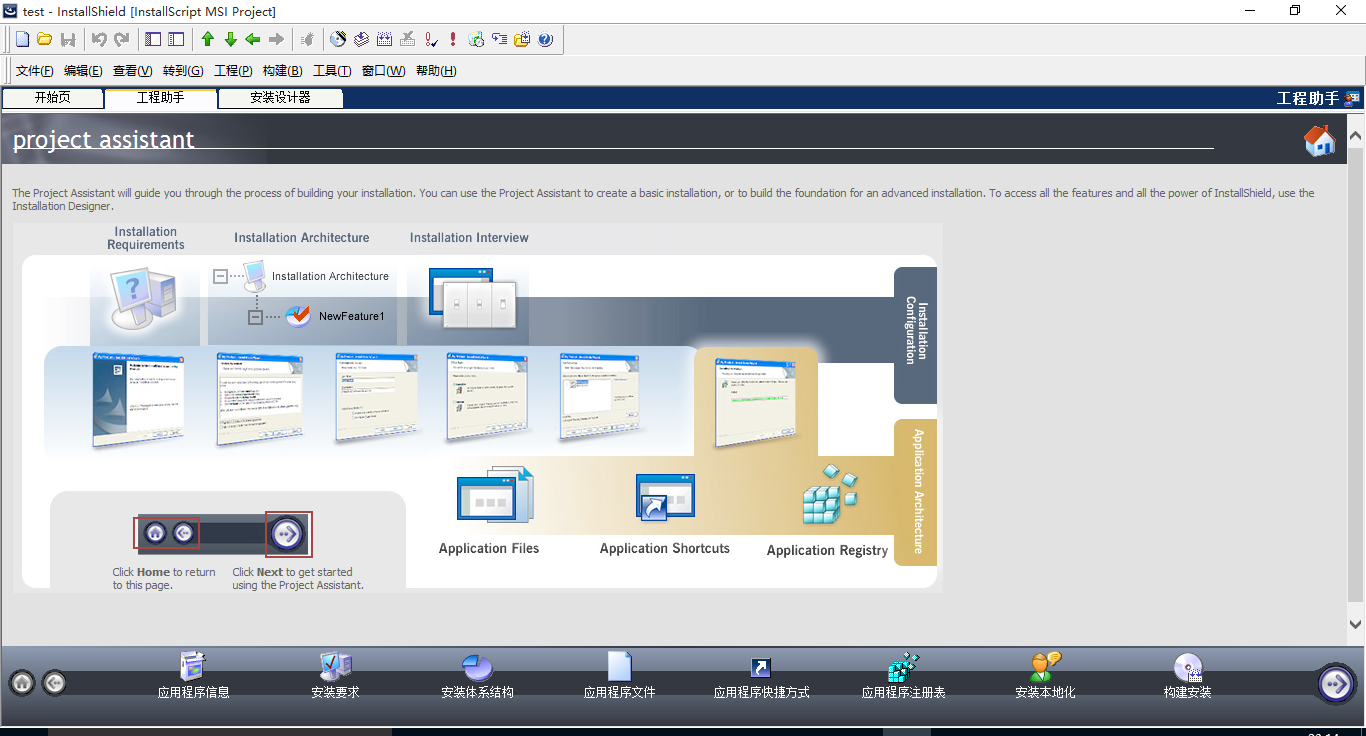 test - InstallShield [InstallScript MSI Project]
文件(F) 编辑(E) 查看(V) 转到(G) 工程(P) 构建(B) 工具(T) 窗口(W) 帮助(H)
开始页 工程助手 安装设计器 工程助手
project assistant
The Project Assistant will guide you through the process of building your installation. You can use the Project Assistant to create a basic installation, or to build the foundation for an advanced installation. To access all the features and all the power of InstallShield, use the
Installation Designer.
Installation
Requirements
Installation Architecture
Installation Interview
Installation Architecture
NewFeature1
Installation
Configuration
Application Architecture
Application Files
Application Shortcuts
Application Registry
Click Home to return
to this page.
Click Next to get started
using the Project Assistant.
应用程序信息 安装要求 安装体系结构 应用程序文件 应用程序快捷方式 应用程序注册表 安装本地化 构建安装